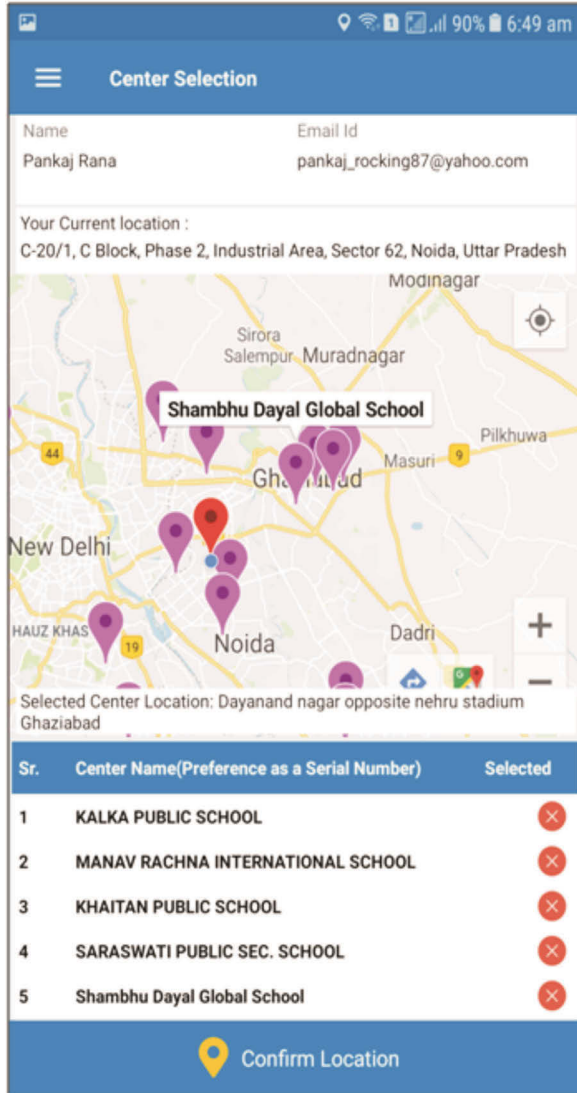 90% 6:49 am
Center Selection
Name Email Id
Pankaj Rana pankaj_rocking87@yahoo.com
Your Current location :
C-20/1, C Block, Phase 2, Industrial Area, Sector 62, Noida, Uttar Pradesh
Modinagar
Sirora
Salempur Muradnagar
Shambhu Dayal Global School
Pilkhuwa
44
Masuri 9
New Delhi
HAUZ KHAS
19
Noida
Dadri
Selected Center Location: Dayanand nagar opposite nehru stadium
Ghaziabad
Sr. Center Name(Preference as a Serial Number) Selected
1 KALKA PUBLIC SCHOOL
2 MANAV RACHNA INTERNATIONAL SCHOOL
3 KHAITAN PUBLIC SCHOOL
4 SARASWATI PUBLIC SEC. SCHOOL
5 Shambhu Dayal Global School
Confirm Location